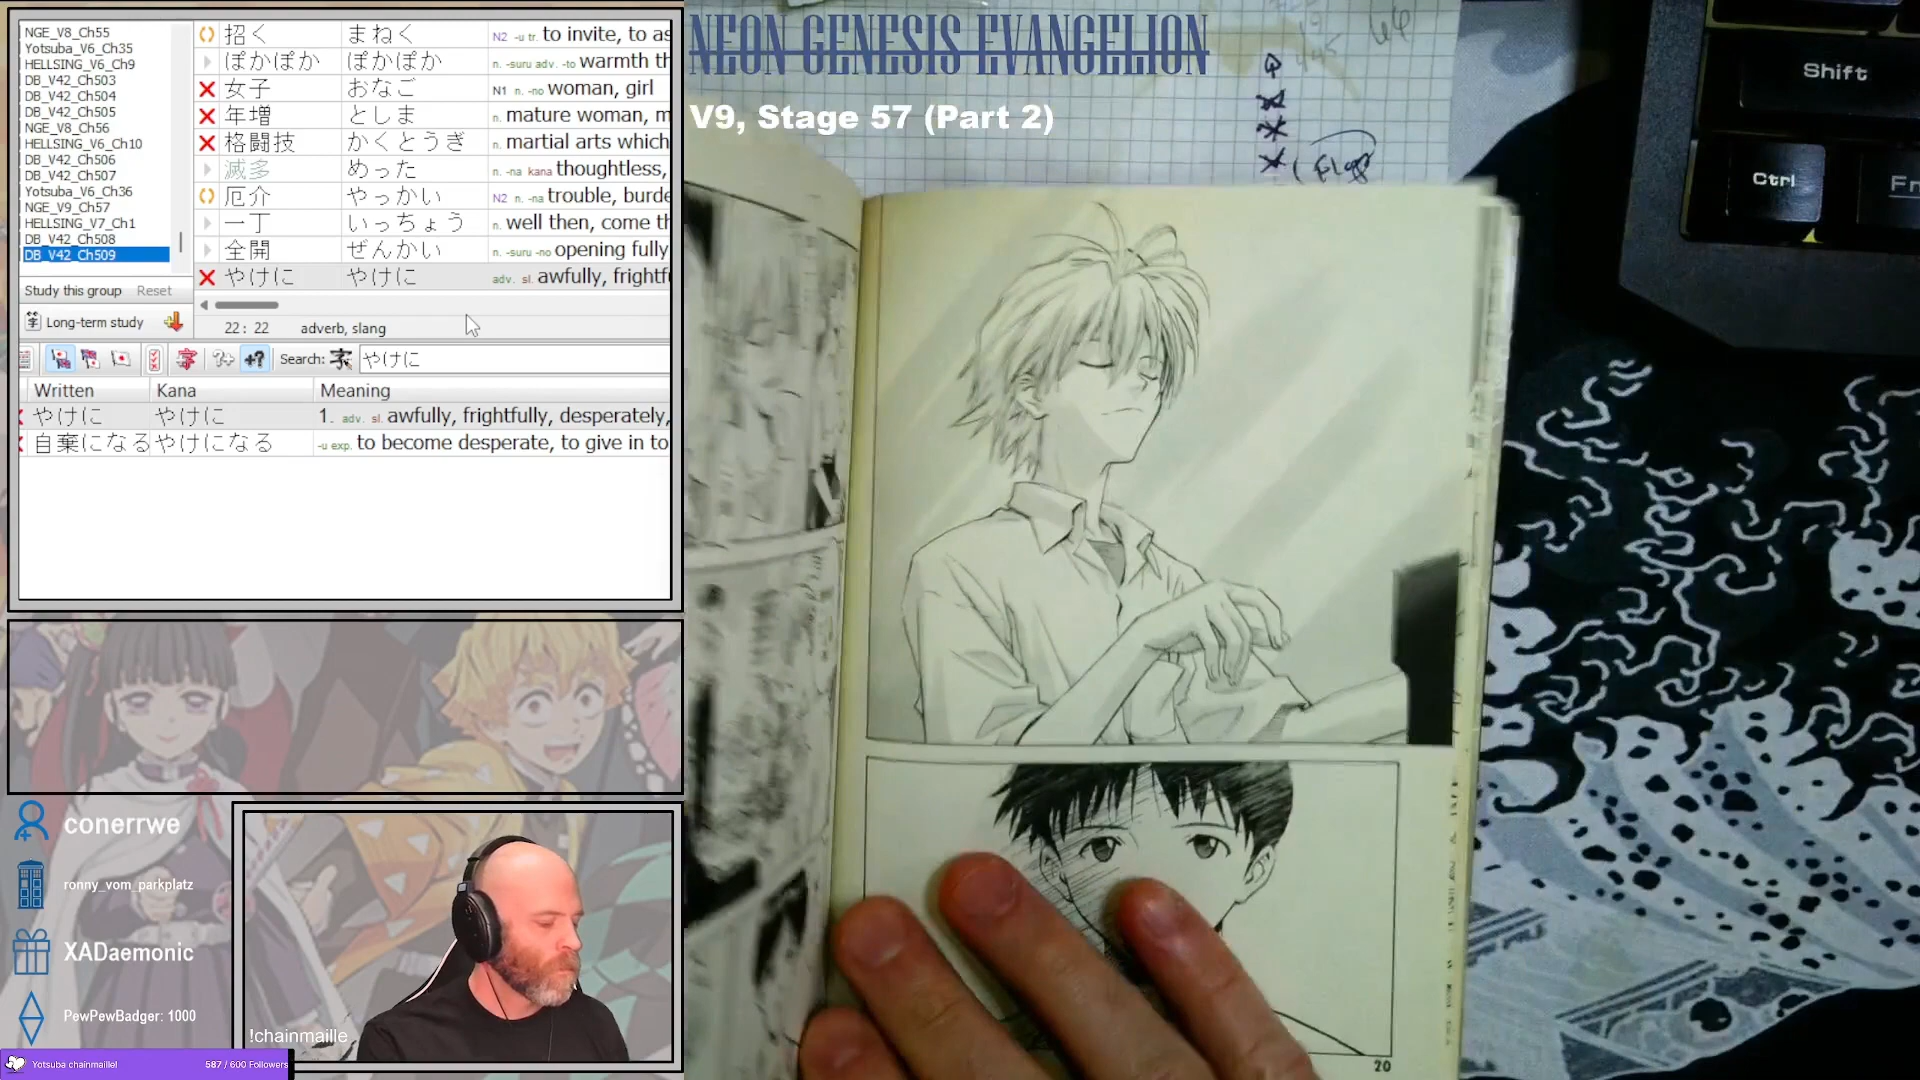 NGE_V8_Ch55
Yotsuba_V6_Ch35
HELLSING_V6_Ch9
DB_V42_Ch503
DB_V42_Ch504
DB_V42_Ch505
NGE_V8_Ch56
HELLSING_V6_Ch10
DB_V42_Ch506
DB_V42_Ch507
Yotsuba_V6_Ch36
NGE_V9_Ch57
HELLSING_V7_Ch1
DB_V42_Ch508
DB_V42_Ch509
Study this group Reset
Long-term study
招く まねく N2 -u tr. to invite, to as
ぽかぽか ぽかぽか n. -suru adv. -to warmth th
女子 おなご N1 n. -no woman, girl
年増 としま n. mature woman, m
格闘技 かくとうぎ n. martial arts which
滅多 めった n. -na kana thoughtless,
厄介 やっかい N2 n. -na trouble, burde
一丁 いっちょう n. well then, come th
全開 ぜんかい n. -suru -no opening fully
やけに やけに adv. sl. awfully, frightf
22: 22 adverb, slang
Search: やけに
Written Kana Meaning
やけに やけに 1. adv. sl. awfully, frightfully, desperately,
自棄になる やけになる -u exp. to become desperate, to give in to
NEON GENESIS EVANGELION
V9, Stage 57 (Part 2)
Shift
Ctrl
Fn
20
conerrwe
ronny_vom_parkplatz
XADaemonic
PewPewBadger: 1000
!chainmaille
Yotsuba chainmaille! 587 / 600 Followers